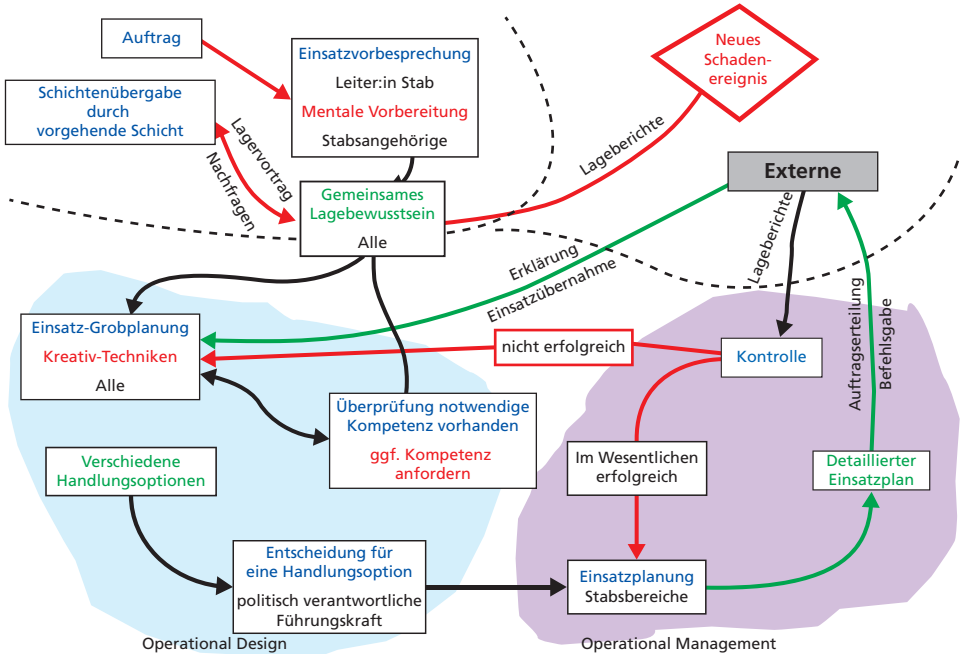 Auftrag
Einsatzvorbesprechung
Leiter:in Stab
Mentale Vorbereitung
Stabsangehörige
Neues
Schaden-
ereignis
Schichtenübergabe
durch
vorgehende Schicht
Lagervortrag
Nachfragen
Lageberichte
Externe
Gemeinsames
Lagebewusstsein
Alle
Erklärung
Einsatzübernahme
Lageberichte
Einsatz-Grobplanung
Kreativ-Techniken
Alle
nicht erfolgreich
Kontrolle
Auftragserteilung
Befehlsgabe
Überprüfung notwendige
Kompetenz vorhanden
ggf. Kompetenz
anfordern
Verschiedene
Handlungsoptionen
Im Wesentlichen
erfolgreich
Detaillierter
Einsatzplan
Entscheidung für
eine Handlungsoption
politisch verantwortliche
Führungskraft
Einsatzplanung
Stabsbereiche
Operational Design
Operational Management